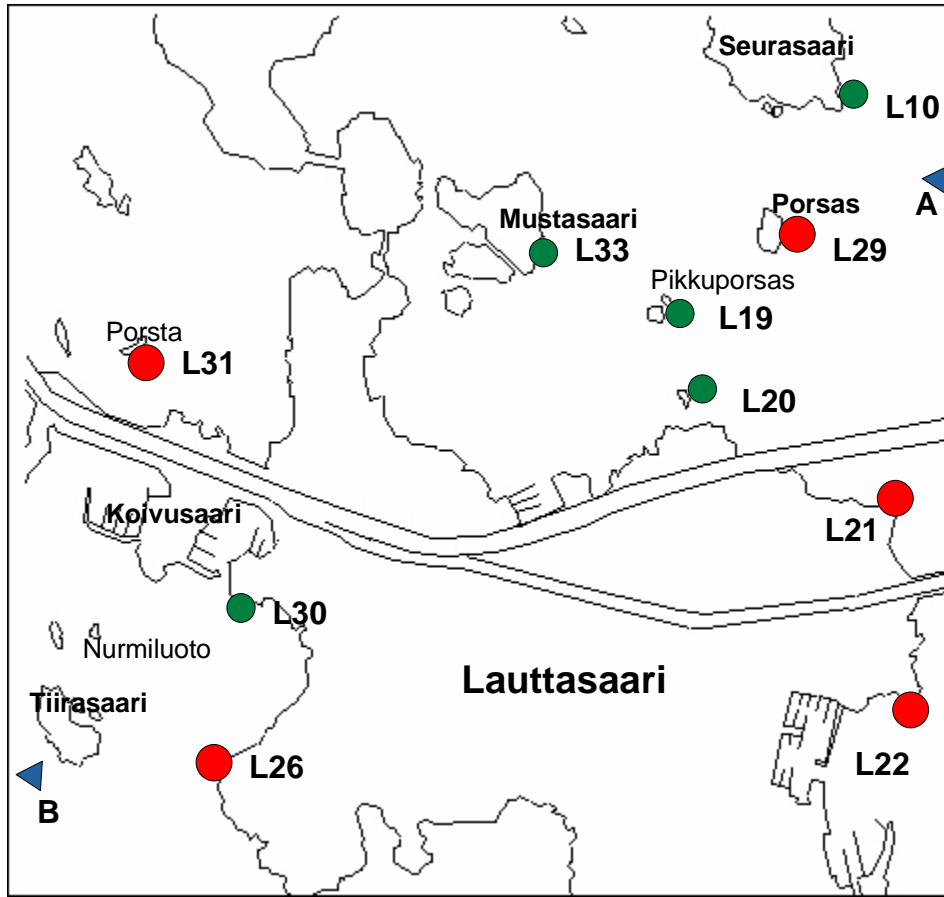 Seurasaari
L10
A
Porsas
Mustasaari
L33
L29
Pikkuporsas
L19
Porsta
L31
L20
L21
Koivusaari
L30
Nurmiluoto
Lauttasaari
Tiirasaari
L26
L22
B